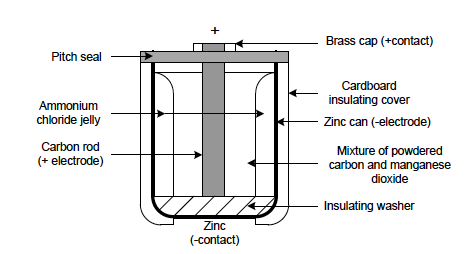 +
Brass cap (+contact)
Pitch seal
Cardboard
insulating cover
Ammonium
chloride jelly
Zinc can (-electrode)
Carbon rod
(+ electrode)
Mixture of powdered
carbon and manganese
dioxide
Insulating washer
Zinc
(-contact)